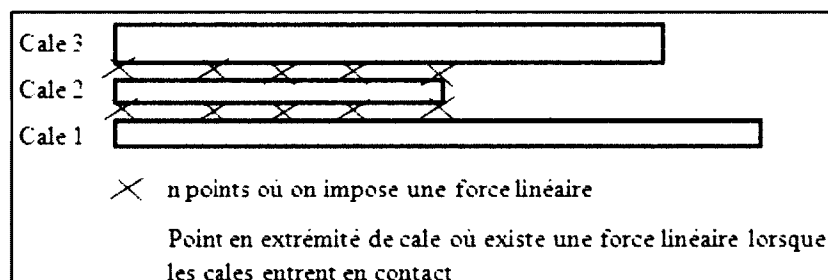 Cale 3
Cale 2
Cale 1
n points où on impose une force linéaire
Point en extrémité de cale où existe une force linéaire lorsque
les cales entrent en contact